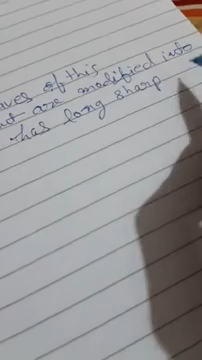 aves of this
nt are modified into
has long sharp